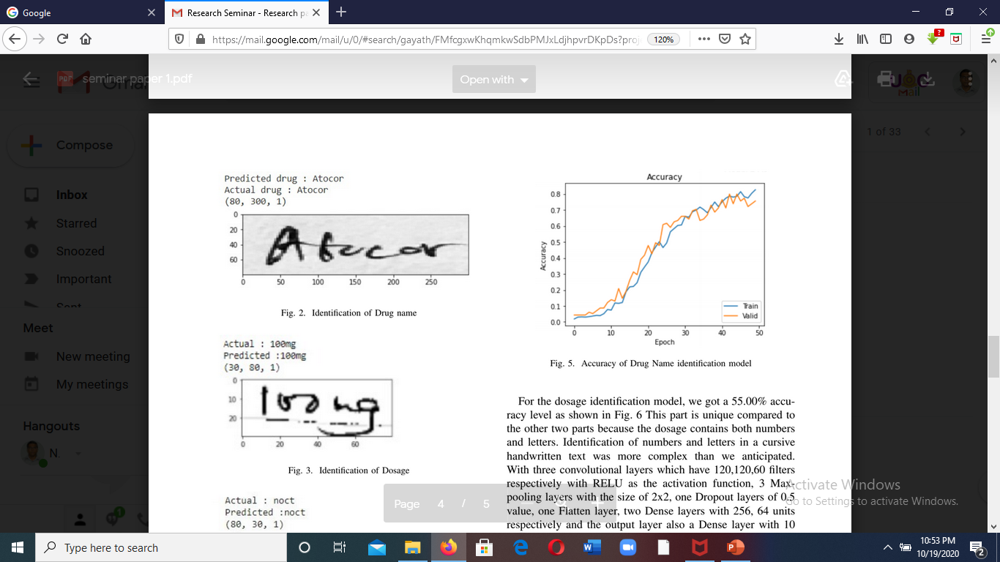 Google
Research Seminar - Research pa
https://mail.google.com/mail/u/0/#search/gayath/FMfcgxwKhqmkwSdbPMJxLdjhpvrDKpDs?proj
120%
seminar paper 1.pdf
Open with
Mail
Compose
1 of 33
Inbox
Starred
Snoozed
Important
Sent
Meet
New meeting
My meetings
Hangouts
N.
1
Predicted drug : Atocor
Actual drug : Atocor
(80, 300, 1)
0
20
40
60
Atocor
0 50 100 150 200 250
Fig. 2. Identification of Drug name
Actual : 100mg
Predicted :100mg
(30, 80, 1)
0
10
20
100 mg
0 20 40 60
Fig. 3. Identification of Dosage
Actual : noct
Predicted :noct
(80, 30, 1)
Accuracy
0.8
0.7
0.6
0.5
0.4
0.3
0.2
0.1
0.0
Accuracy
Train
Valid
0 10 20 30 40 50
Epoch
Fig. 5. Accuracy of Drug Name identification model
For the dosage identification model, we got a 55.00% accu-
racy level as shown in Fig. 6 This part is unique compared to
the other two parts because the dosage contains both numbers
and letters. Identification of numbers and letters in a cursive
handwritten text was more complex than we anticipated.
With three convolutional layers which have 120,120,60 filters
respectively with RELU as the activation function, 3 Max-
pooling layers with the size of 2x2, one Dropout layers of 0.5
value, one Flatten layer, two Dense layers with 256, 64 units
respectively and the output layer also a Dense layer with 10
Page 4 / 5
Activate Windows
Go to Settings to activate Windows.
Type here to search
10:53 PM
10/19/2020
2